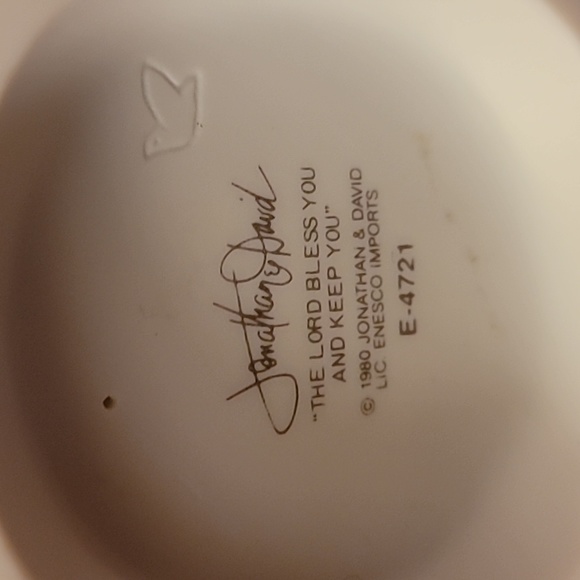 Jonathan & David
"THE LORD BLESS YOU
AND KEEP YOU"
© 1980 JONATHAN & DAVID
LIC. ENESCO IMPORTS
E-4721